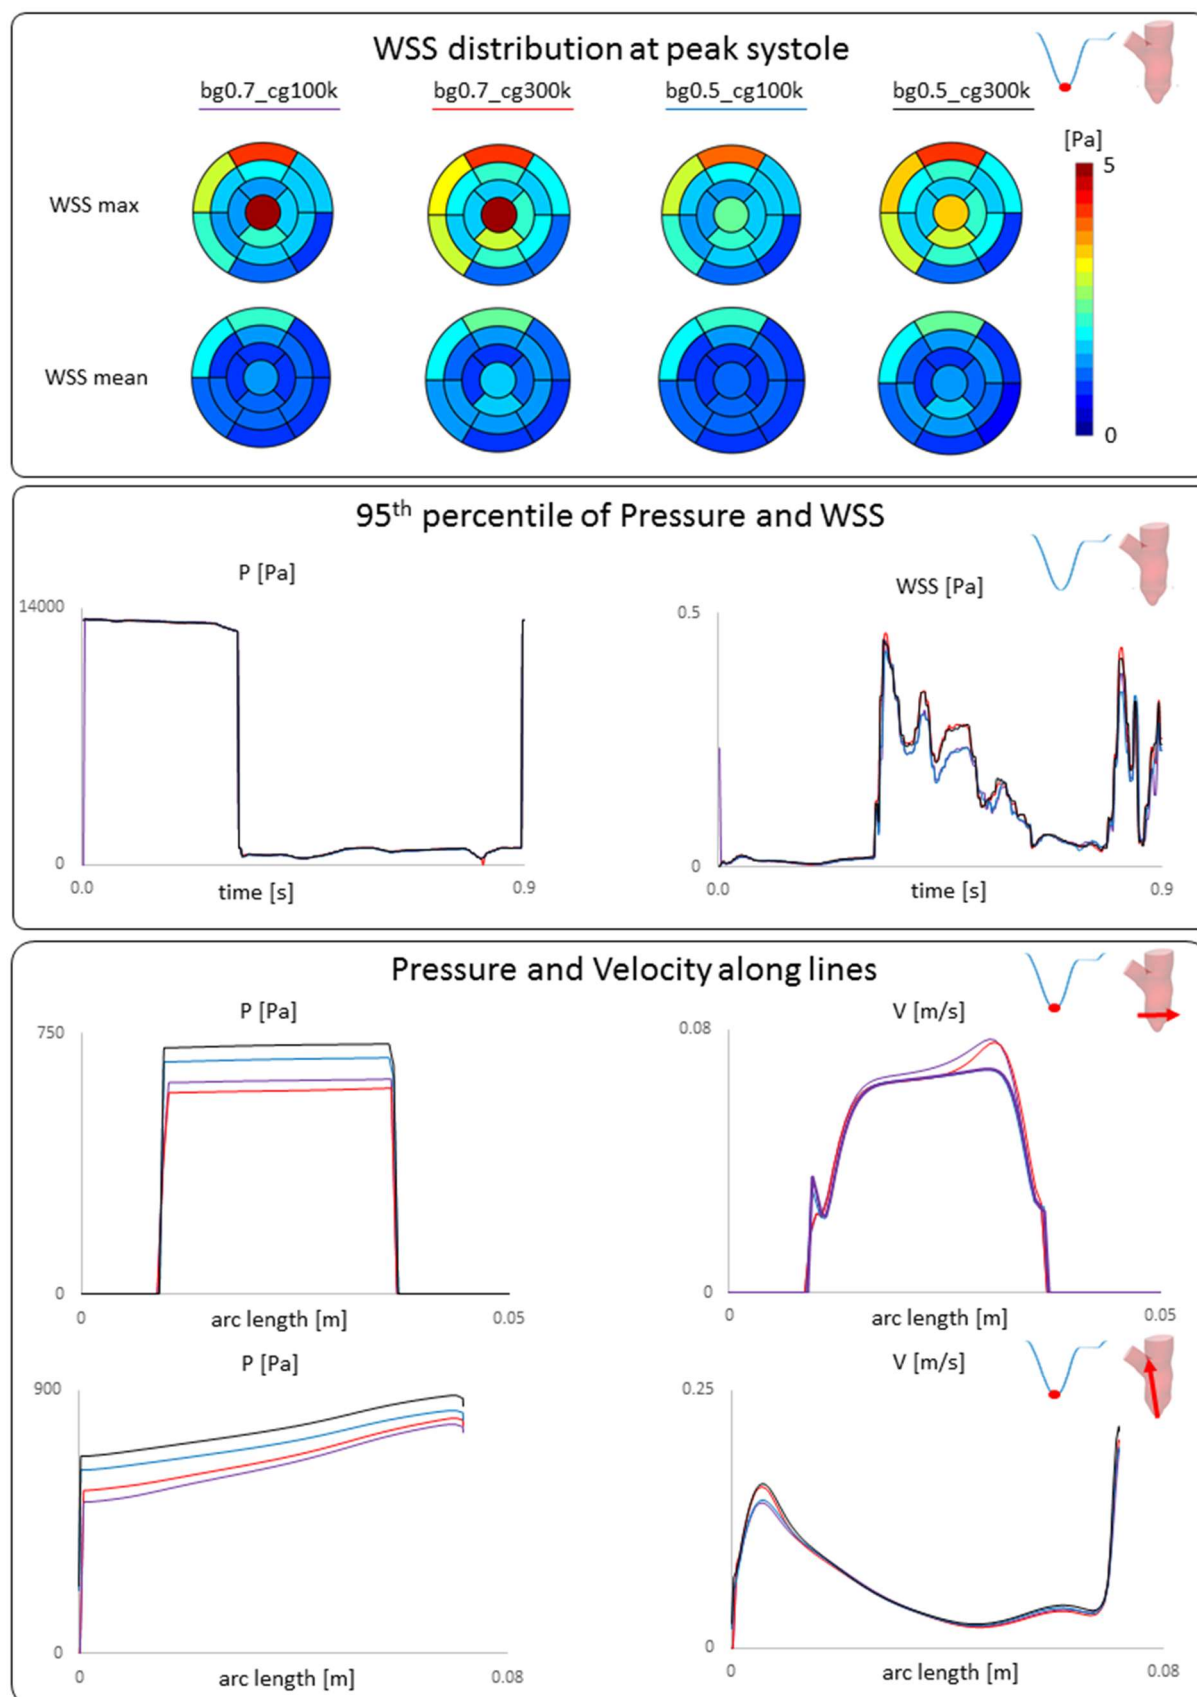 WSS distribution at peak systole
bg0.7_cg100k bg0.7_cg300k bg0.5_cg100k bg0.5_cg300k
[Pa]
5
WSS max
WSS mean
0
95th percentile of Pressure and WSS
P [Pa] WSS [Pa]
14000 0.5
0 0
0.0 time [s] 0.9 0.0 time [s] 0.9
Pressure and Velocity along lines
P [Pa] V [m/s]
750 0.08
0 0
0 arc length [m] 0.05 0 arc length [m] 0.05
P [Pa] V [m/s]
900 0.25
0 0
0 arc length [m] 0.08 0 arc length [m] 0.08